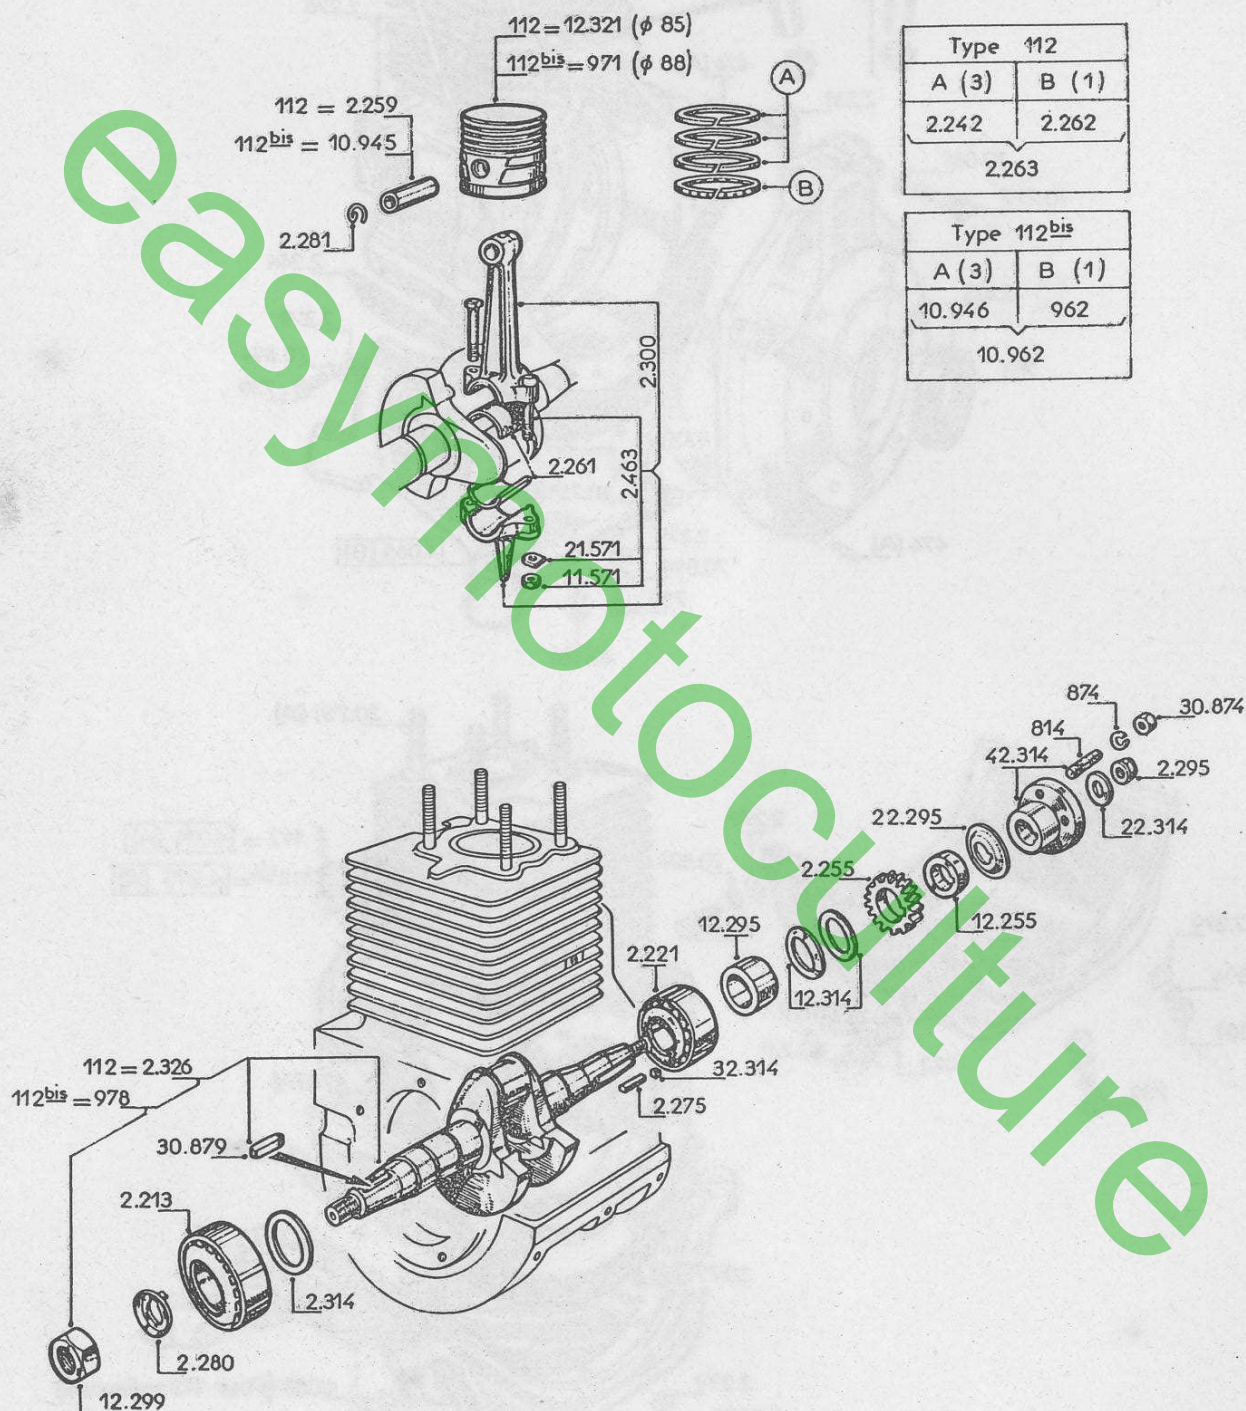 112 = 12.321 (ϕ 85)
112bis = 971 (ϕ 88)
112 = 2.259
112bis = 10.945
2.281
A
B
Type 112
A (3) B (1)
2.242 2.262
2.263
Type 112bis
A (3) B (1)
10.946 962
10.962
2.300
2.463
2.261
21.571
11.571
874
30.874
814
42.314
2.295
22.314
22.295
2.255
12.255
12.295
12.314
2.221
32.314
2.275
112 = 2.326
112bis = 978
30.879
2.213
2.314
2.280
12.299
easymotoculture